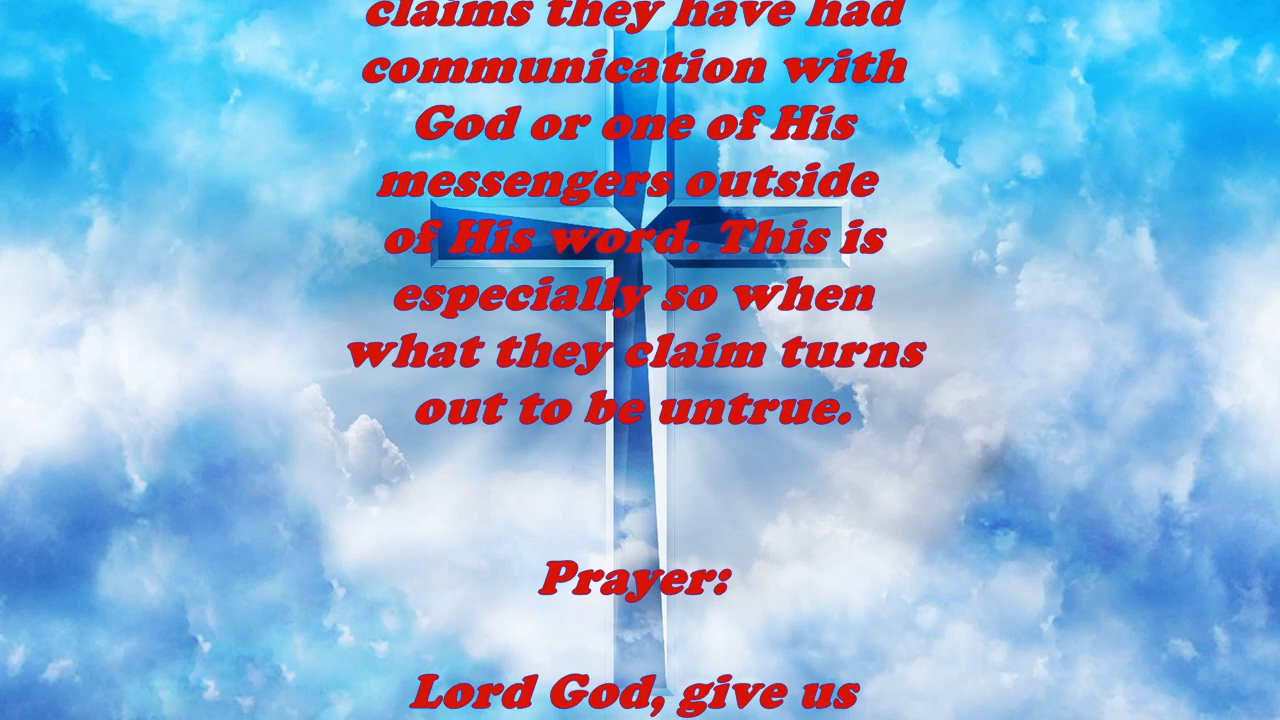 claims they have had
communication with
God or one of His
messengers outside
of His word. This is
especially so when
what they claim turns
out to be untrue.
Prayer:
Lord God, give us